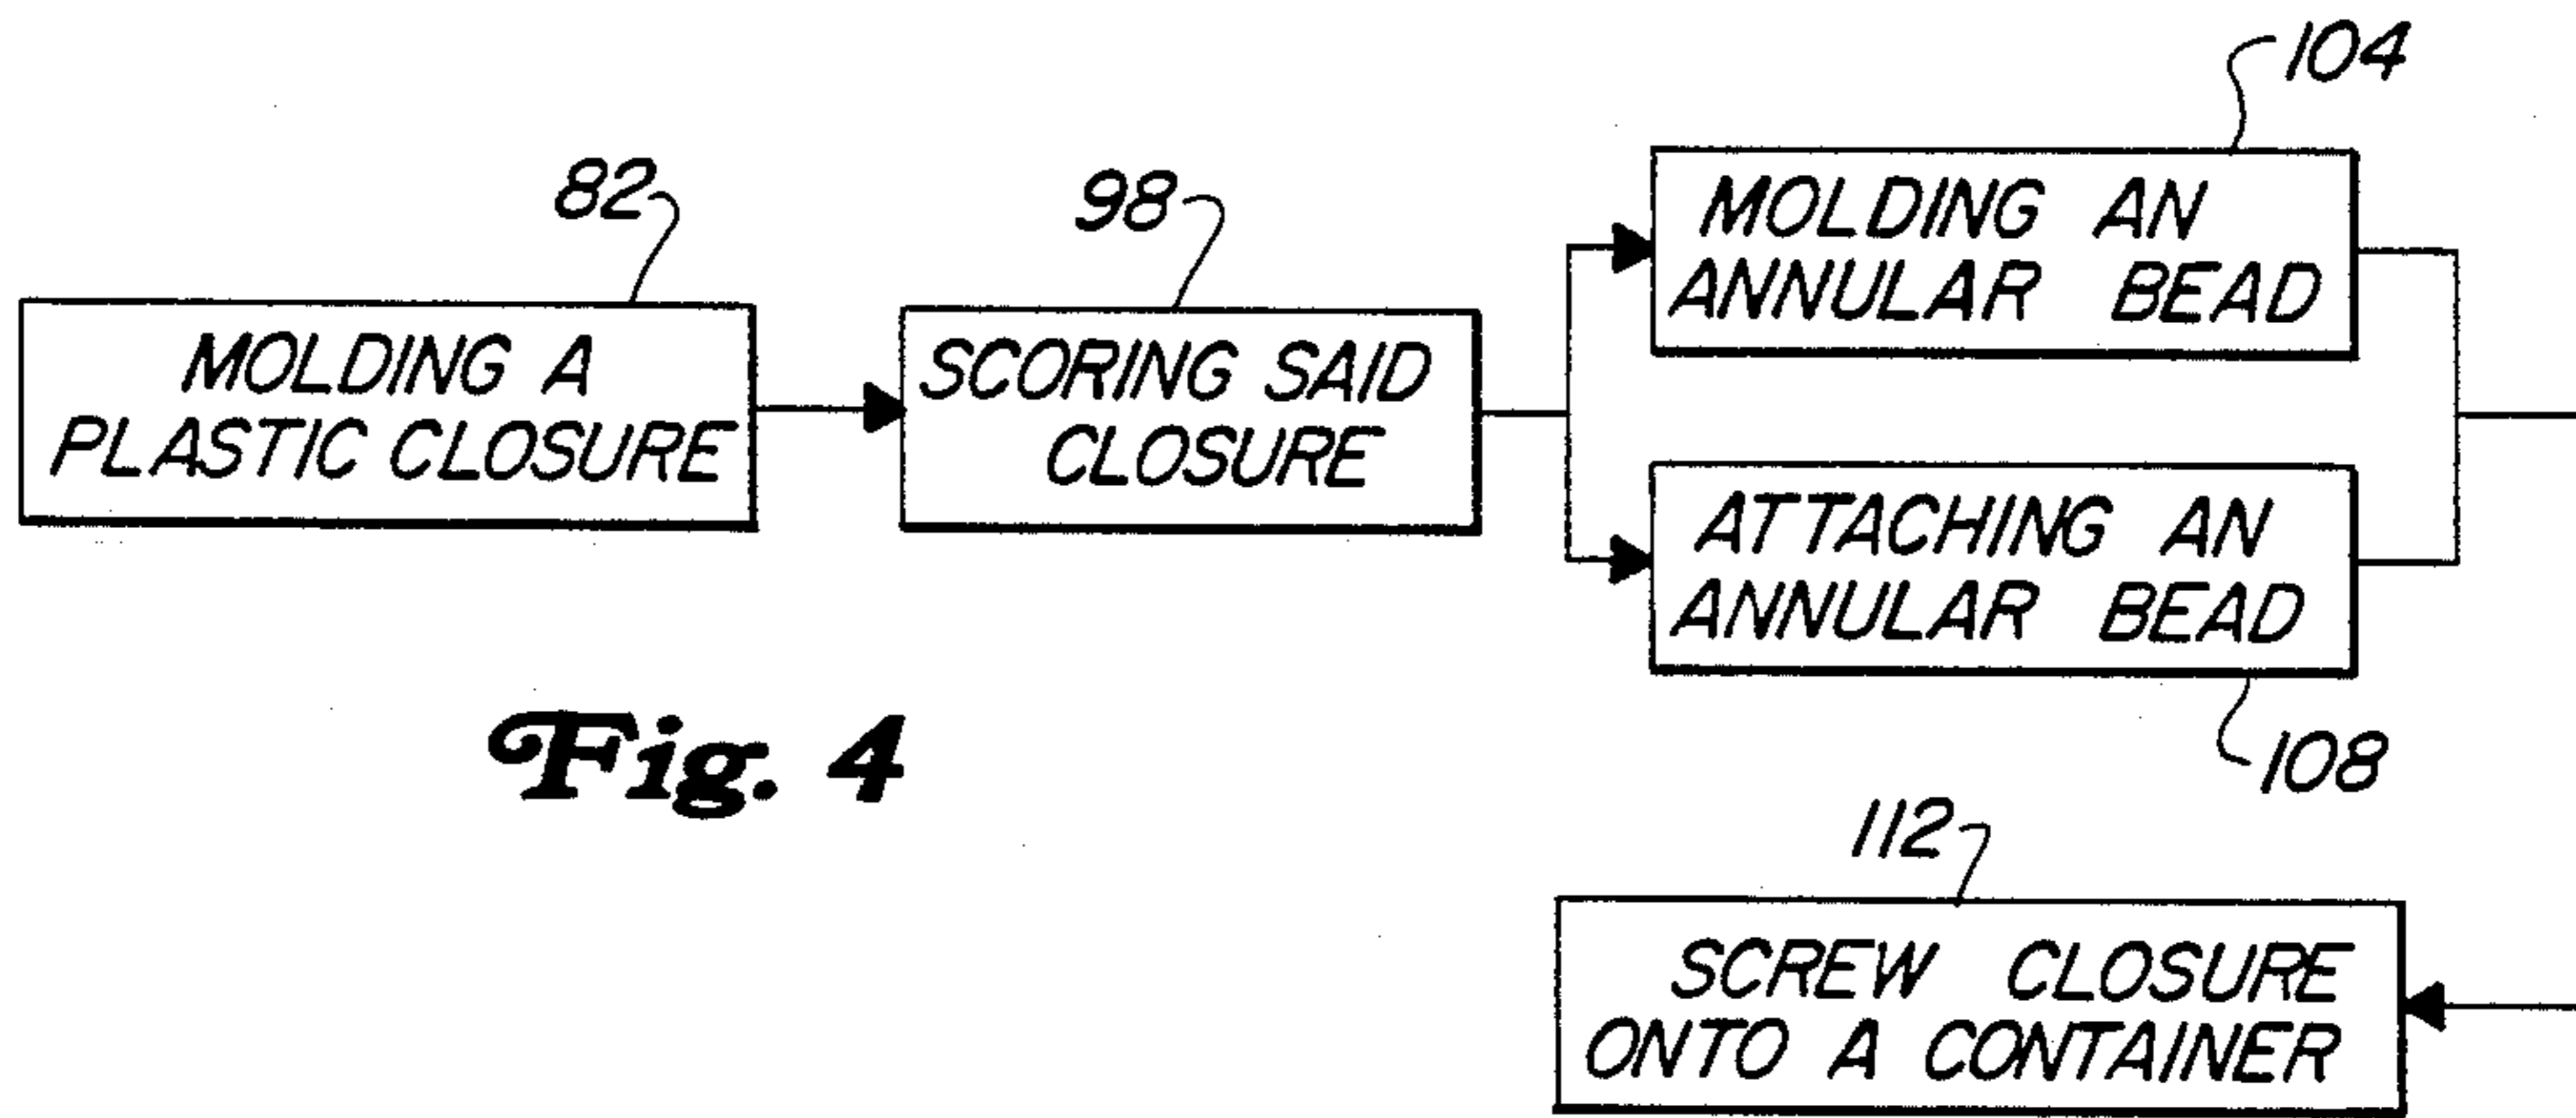 82
MOLDING A
PLASTIC CLOSURE
98
SCORING SAID
CLOSURE
104
MOLDING AN
ANNULAR BEAD
ATTACHING AN
ANNULAR BEAD
108
112
SCREW CLOSURE
ONTO A CONTAINER
Fig. 4